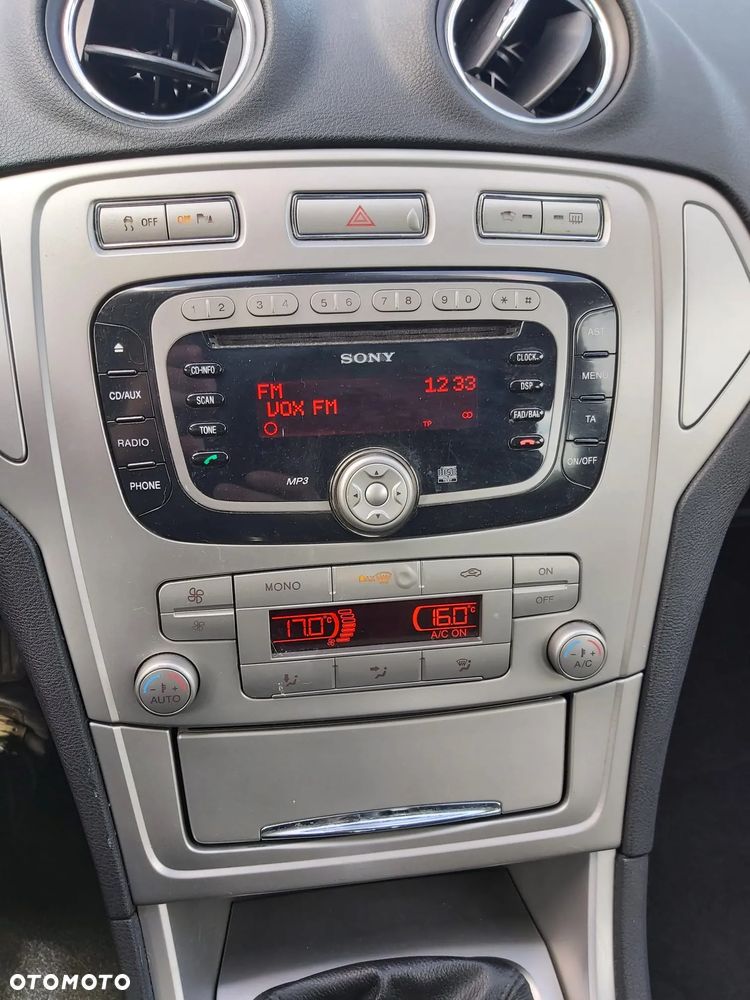 OFF OFF
1 2 3 4 5 6 7 8 9 0 * #
SONY
CD-INFO CLOCK
CD/AUX SCAN FM 12:33 DSP MENU
VOX FM
RADIO TONE TP FAD/BAL TA
PHONE MP3 ON/OFF
MONO ON
OFF
17.0°C 16.0°C
A/C ON
AUTO A/C
OTOMOTO